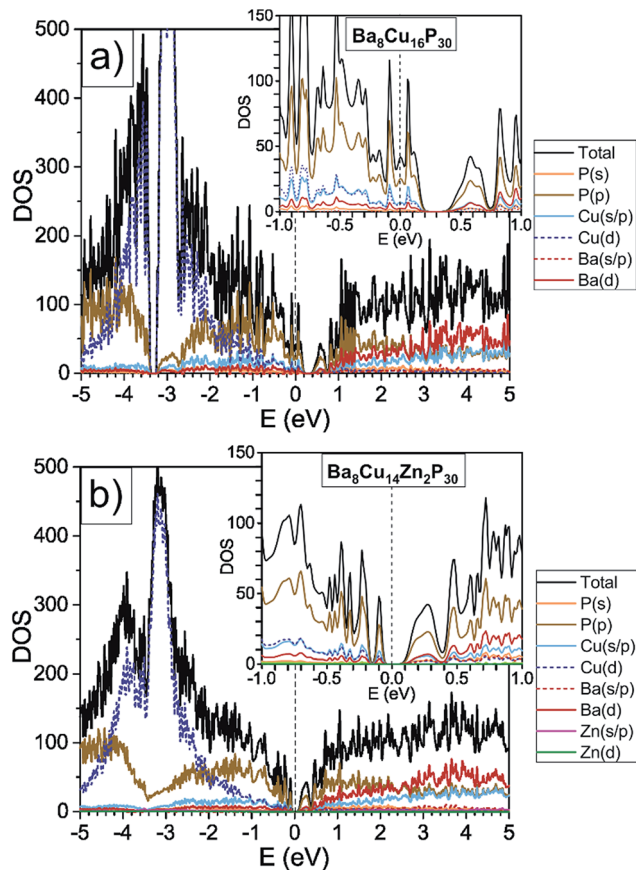 a)
Ba8Cu16P30
DOS
500
400
300
200
100
0
-5 -4 -3 -2 -1 0 1 2 3 4 5
E (eV)
DOS
150
100
50
0
-1.0 -0.5 0.0 0.5 1.0
E (eV)
Total
P(s)
P(p)
Cu(s/p)
Cu(d)
Ba(s/p)
Ba(d)
b)
Ba8Cu14Zn2P30
DOS
500
400
300
200
100
0
-5 -4 -3 -2 -1 0 1 2 3 4 5
E (eV)
DOS
150
100
50
0
-1.0 -0.5 0.0 0.5 1.0
E (eV)
Total
P(s)
P(p)
Cu(s/p)
Cu(d)
Ba(s/p)
Ba(d)
Zn(s/p)
Zn(d)